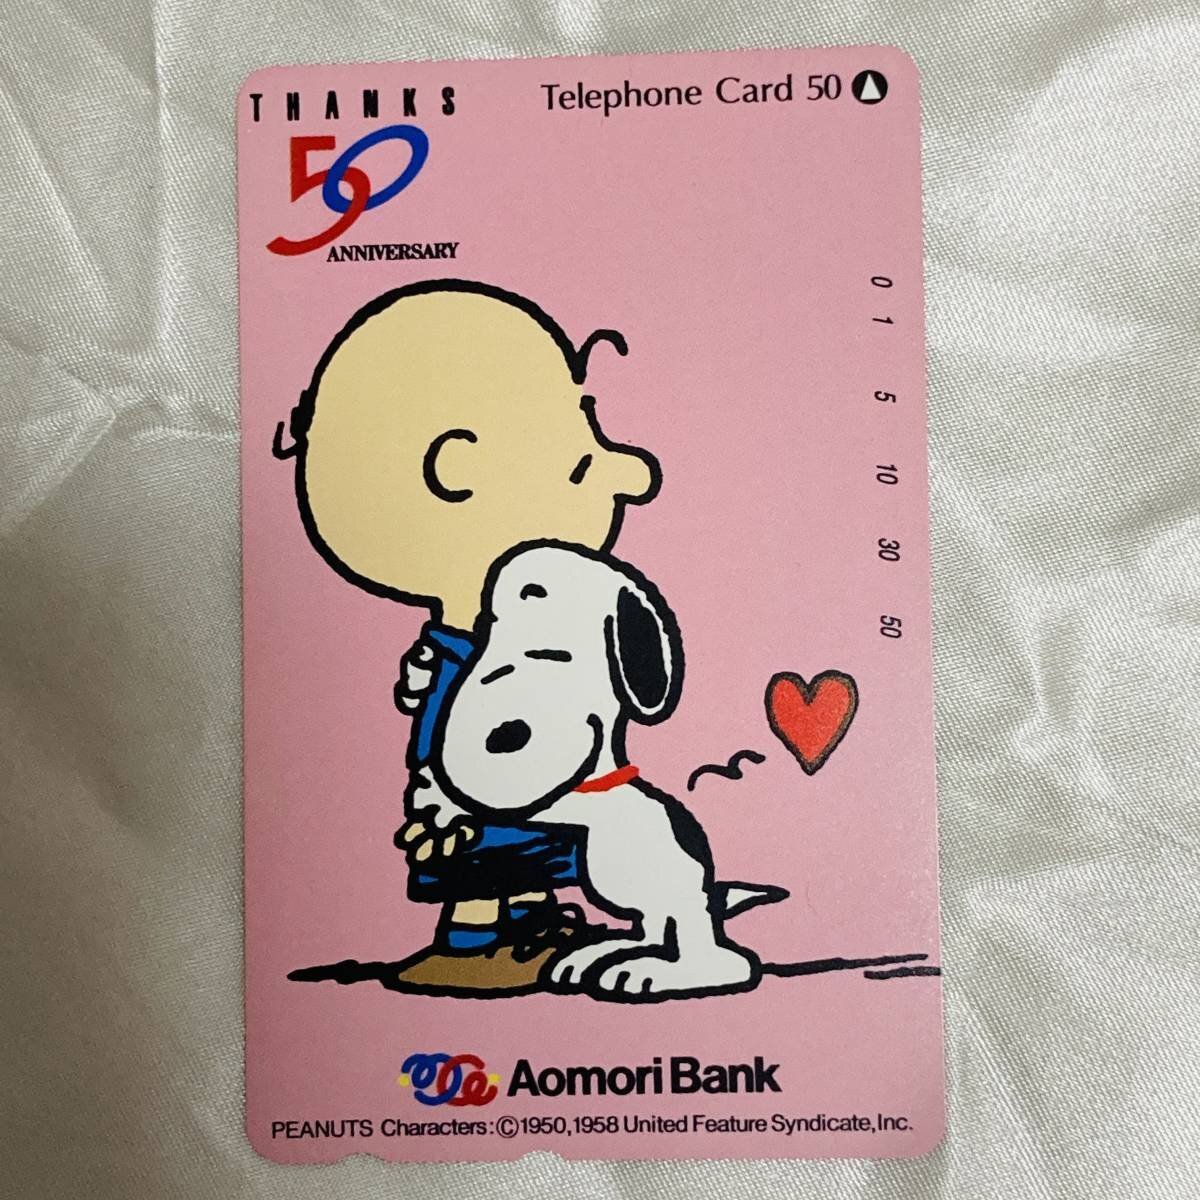 THANKS
50
ANNIVERSARY
Telephone Card 50
0
1
5
10
30
50
Aomori Bank
PEANUTS Characters:©1950,1958 United Feature Syndicate,Inc.